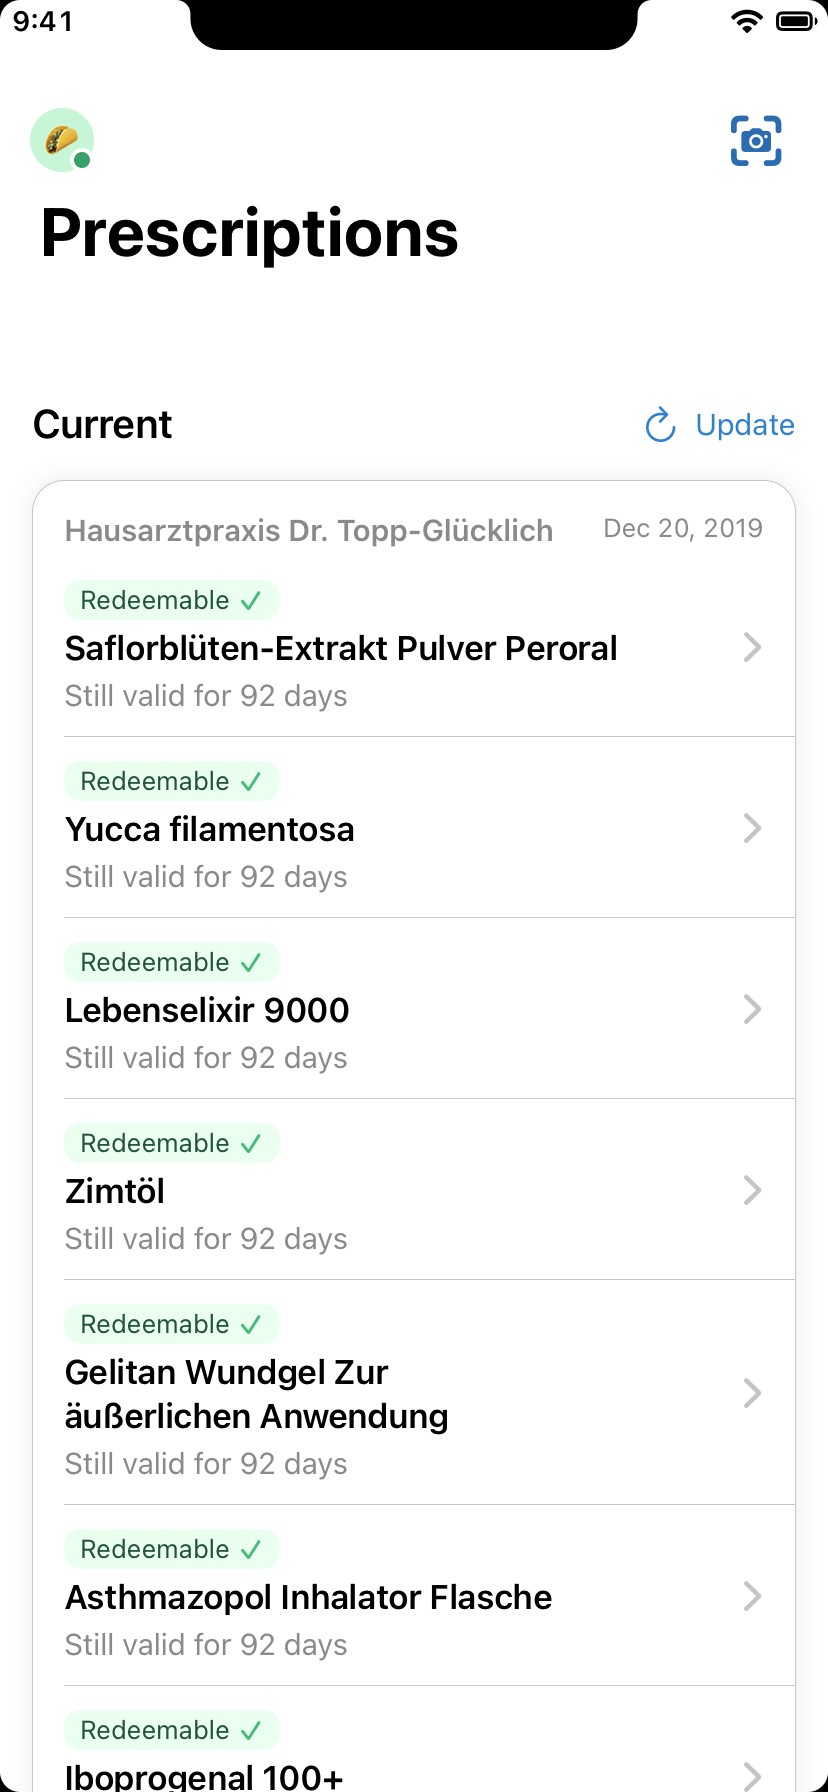 9:41
Prescriptions
Current
Update
Hausarztpraxis Dr. Topp-Glücklich
Dec 20, 2019
Redeemable
Saflorblüten-Extrakt Pulver Peroral
Still valid for 92 days
Redeemable
Yucca filamentosa
Still valid for 92 days
Redeemable
Lebenselixir 9000
Still valid for 92 days
Redeemable
Zimtöl
Still valid for 92 days
Redeemable
Gelitan Wundgel Zur
äußerlichen Anwendung
Still valid for 92 days
Redeemable
Asthmazopol Inhalator Flasche
Still valid for 92 days
Redeemable
Iboprogenal 100+